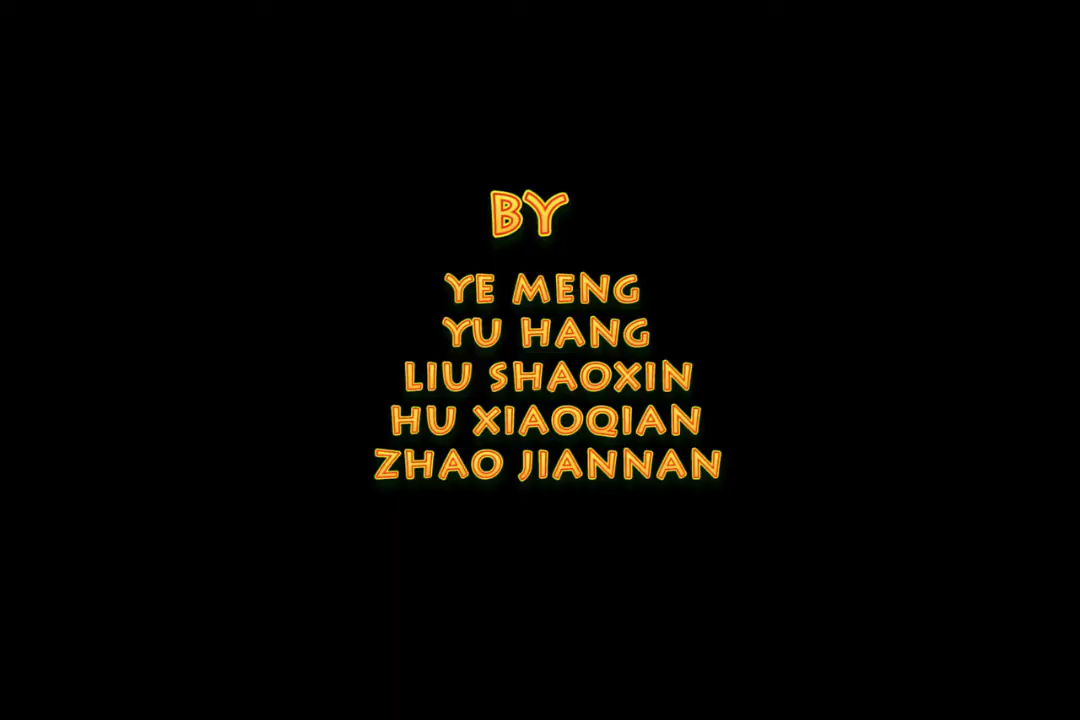 BY
YE MENG
YU HANG
LIU SHAOXIN
HU XIAOQIAN
ZHAO JIANNAN